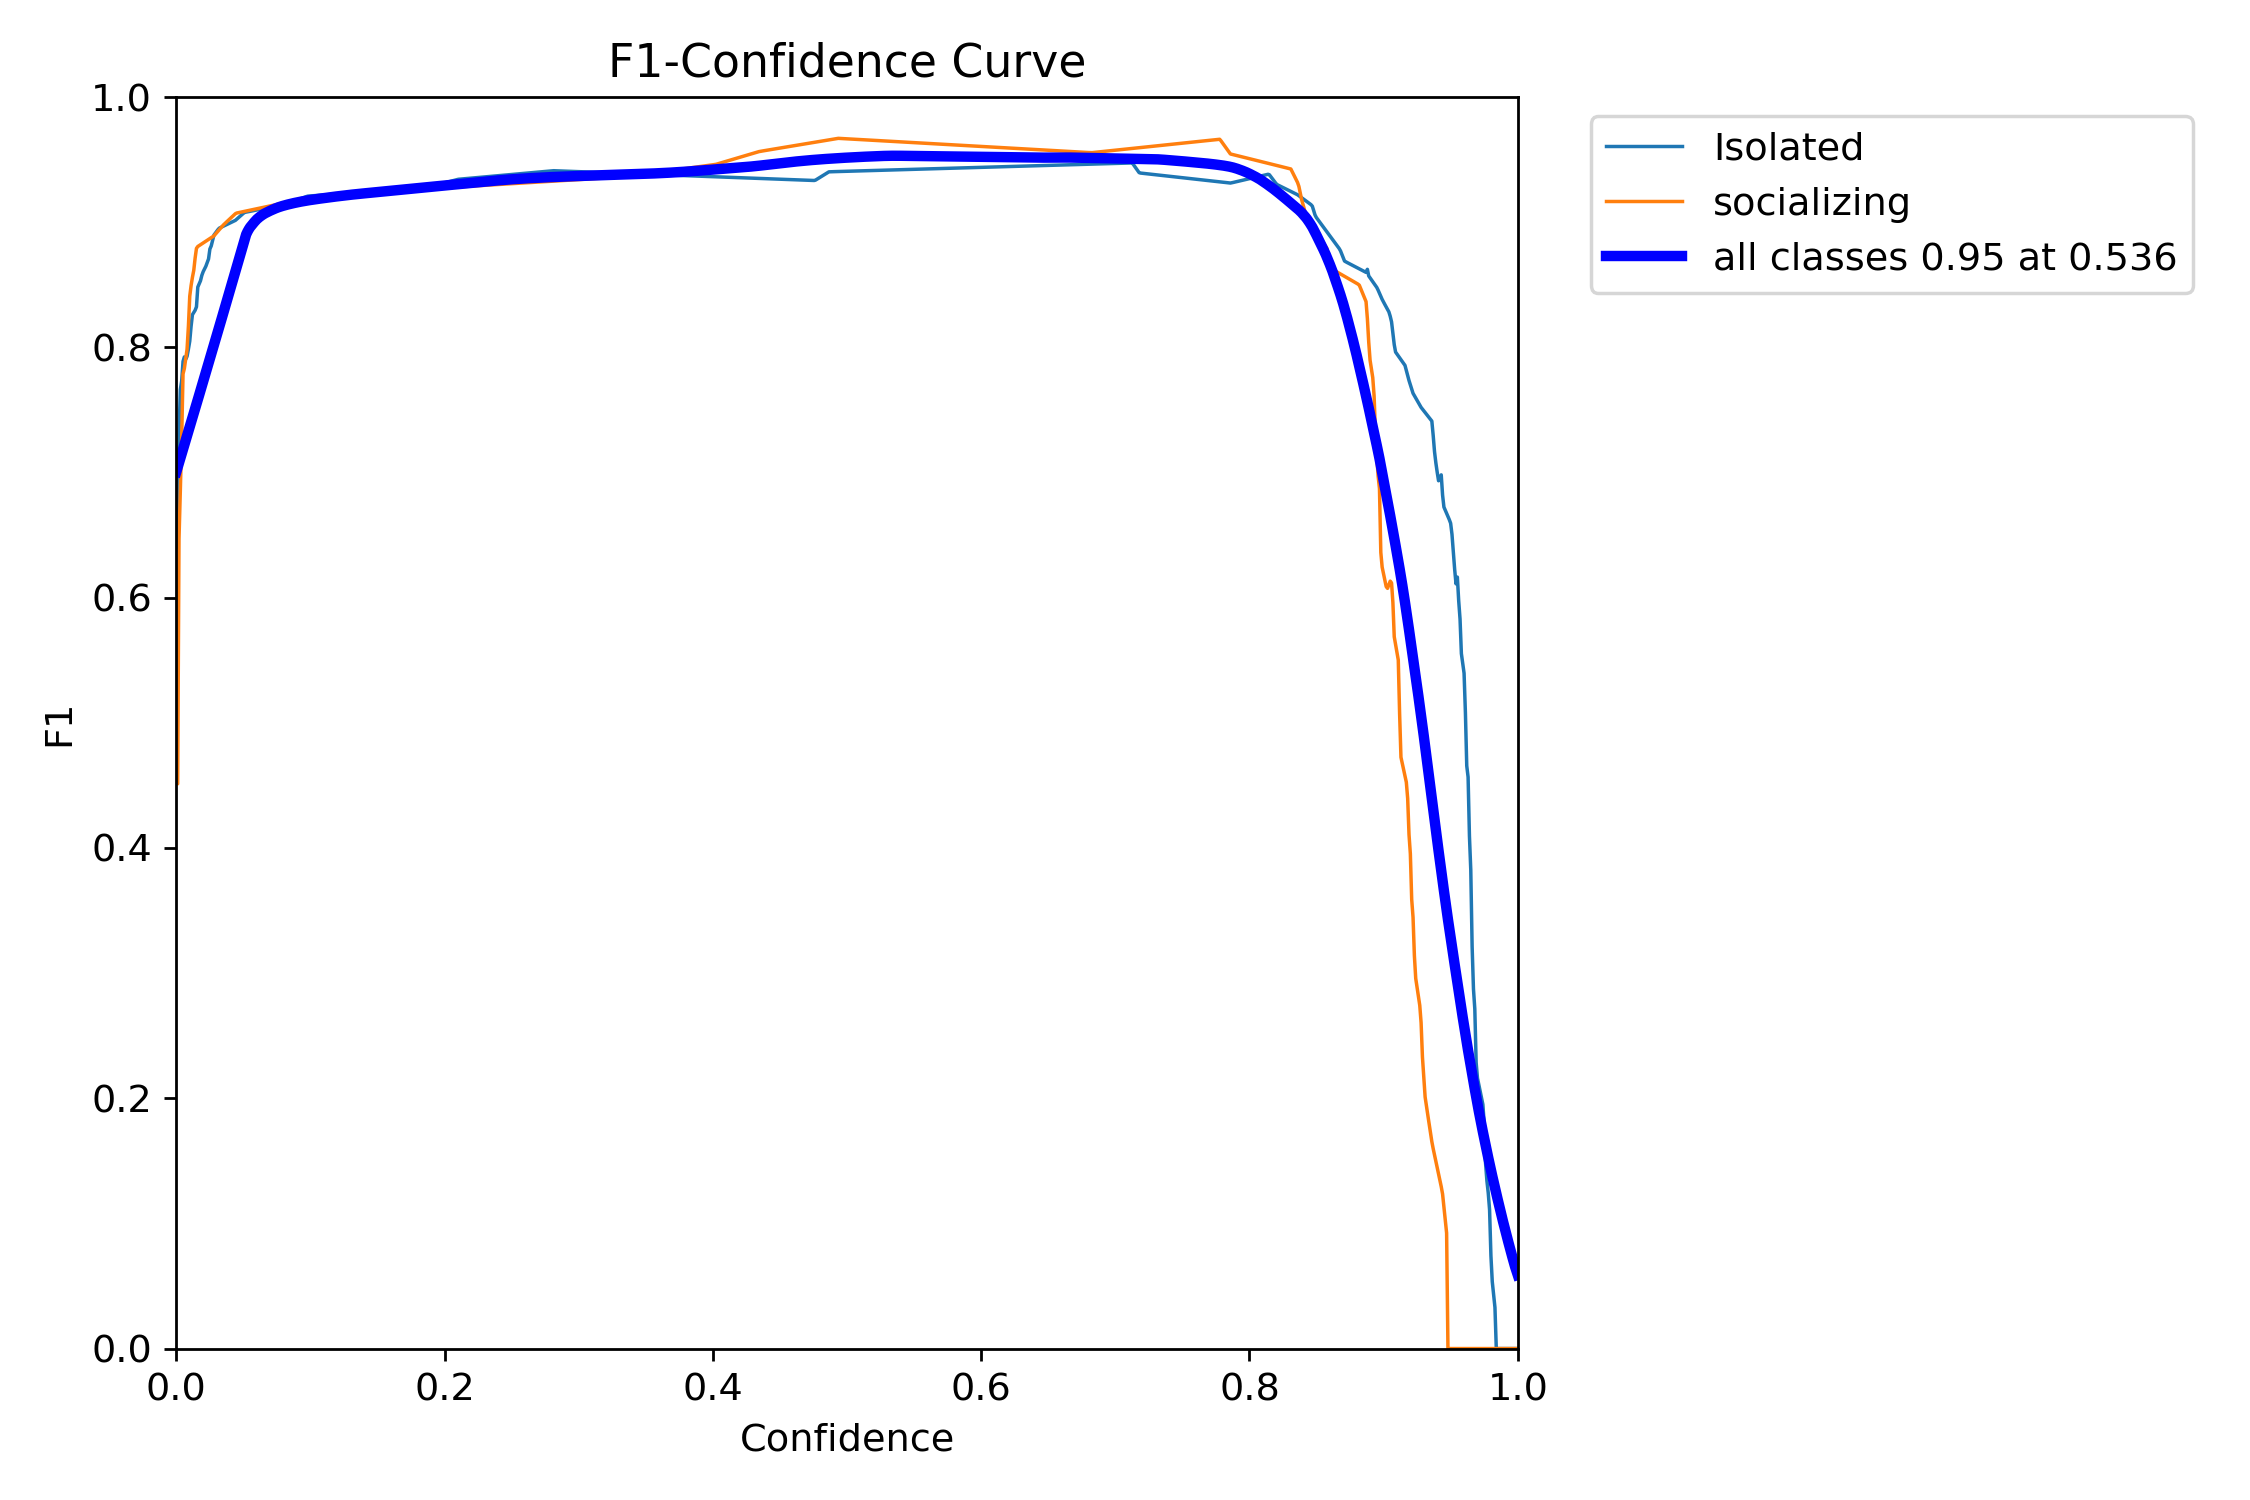 F1-Confidence Curve
Isolated
socializing
all classes 0.95 at 0.536
1.0
0.8
0.6
0.4
0.2
0.0
F1
0.0 0.2 0.4 0.6 0.8 1.0
Confidence